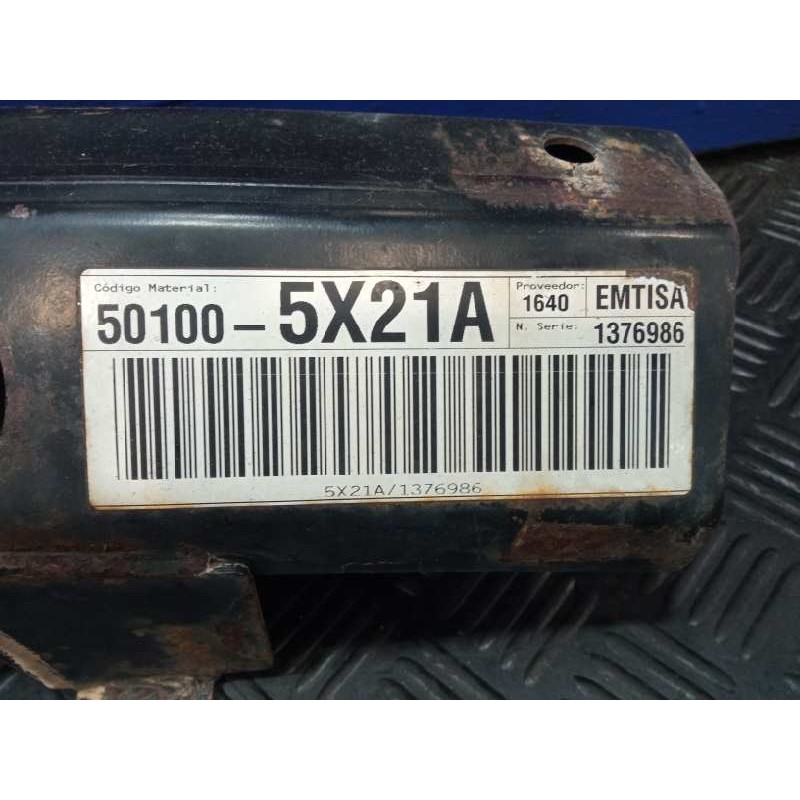 Código Material:
50100-5X21A
Proveedor:
1640
EMTISA
N. Serie:
1376986
5X21A/1376986